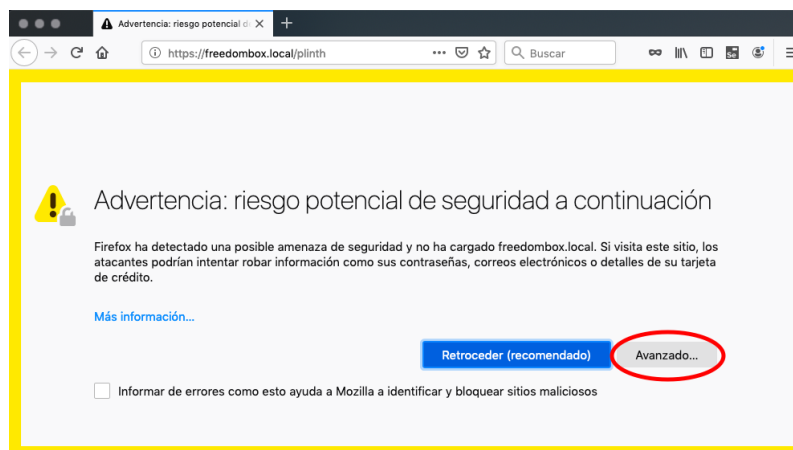 Advertencia: riesgo potencial d
https://freedombox.local/plinth
Buscar
Advertencia: riesgo potencial de seguridad a continuación
Firefox ha detectado una posible amenaza de seguridad y no ha cargado freedombox.local. Si visita este sitio, los
atacantes podrían intentar robar información como sus contraseñas, correos electrónicos o detalles de su tarjeta
de crédito.
Más información...
Retroceder (recomendado)
Avanzado...
Informar de errores como esto ayuda a Mozilla a identificar y bloquear sitios maliciosos